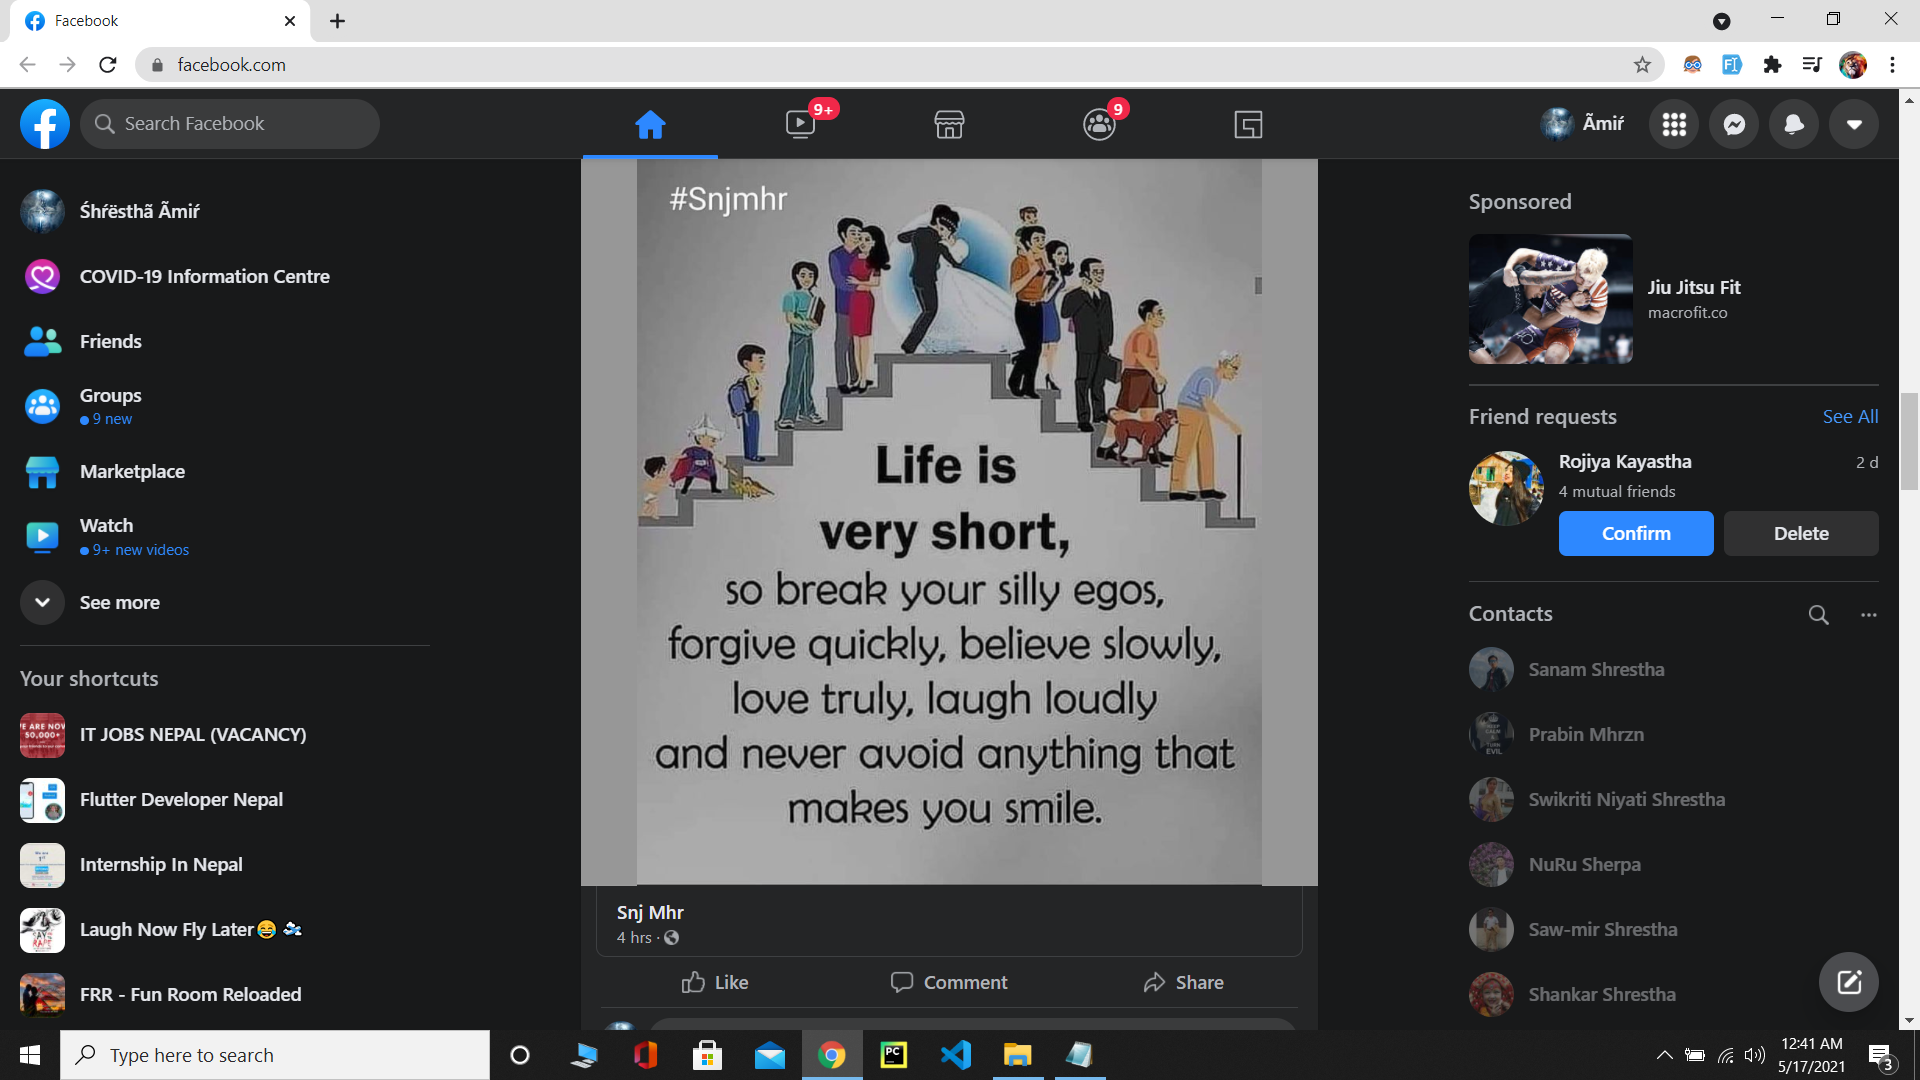 Facebook
facebook.com
Search Facebook
9+
9
Ãmiŕ
Śhŕësthã Ãmiŕ
COVID-19 Information Centre
Friends
Groups
9 new
Marketplace
Watch
9+ new videos
See more
Your shortcuts
IT JOBS NEPAL (VACANCY)
Flutter Developer Nepal
Internship In Nepal
Laugh Now Fly Later😂
FRR - Fun Room Reloaded
#Snjmhr
Life is
very short,
so break your silly egos,
forgive quickly, believe slowly,
love truly, laugh loudly
and never avoid anything that
makes you smile.
Snj Mhr
4 hrs ·
Like
Comment
Share
Sponsored
Jiu Jitsu Fit
macrofit.co
Friend requests
See All
Rojiya Kayastha
2 d
4 mutual friends
Confirm
Delete
Contacts
Sanam Shrestha
Prabin Mhrzn
Swikriti Niyati Shrestha
NuRu Sherpa
Saw-mir Shrestha
Shankar Shrestha
Type here to search
PC
12:41 AM
5/17/2021
3